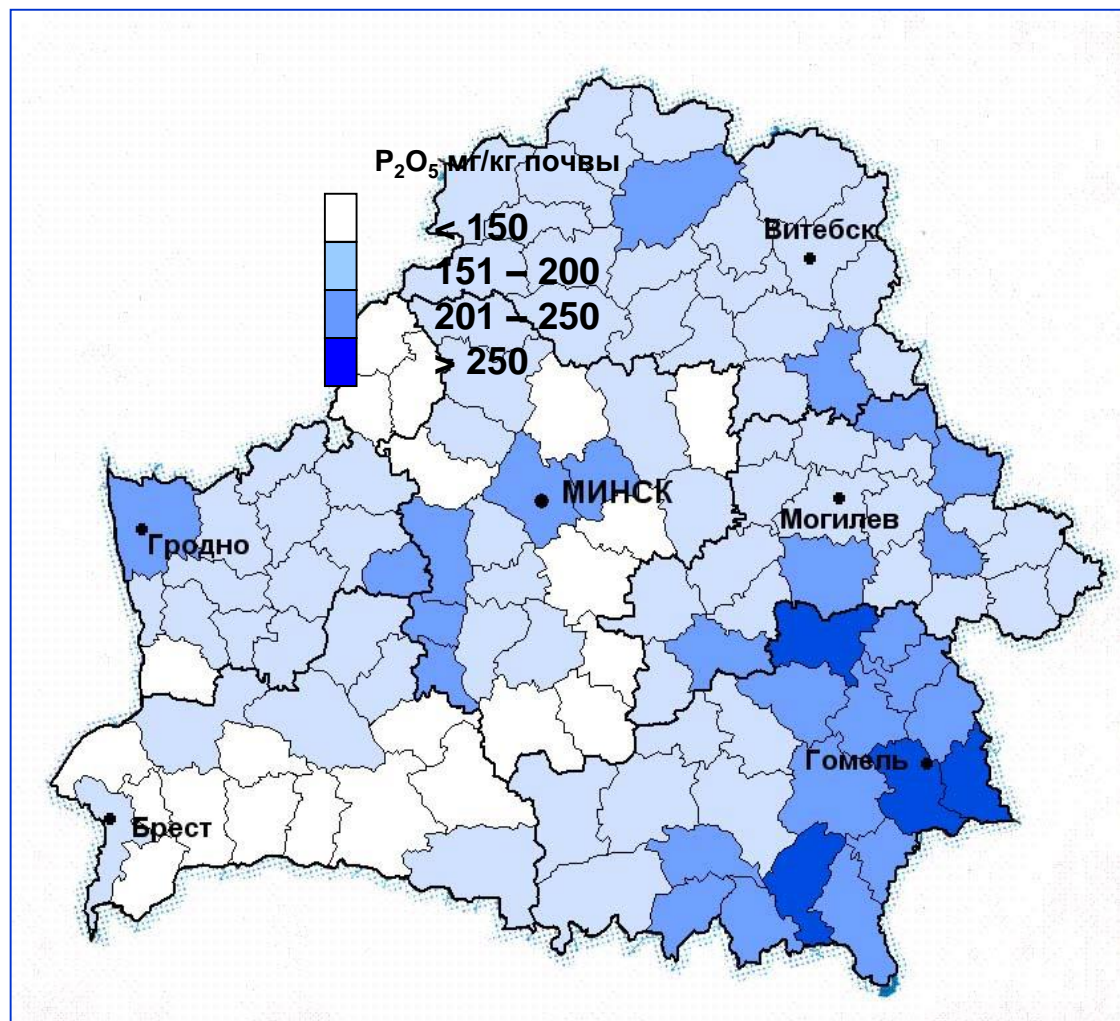 P₂O₅ мг/кг почвы
< 150
151 – 200
201 – 250
> 250
Витебск
МИНСК
Могилев
Гродно
Гомель
Брест